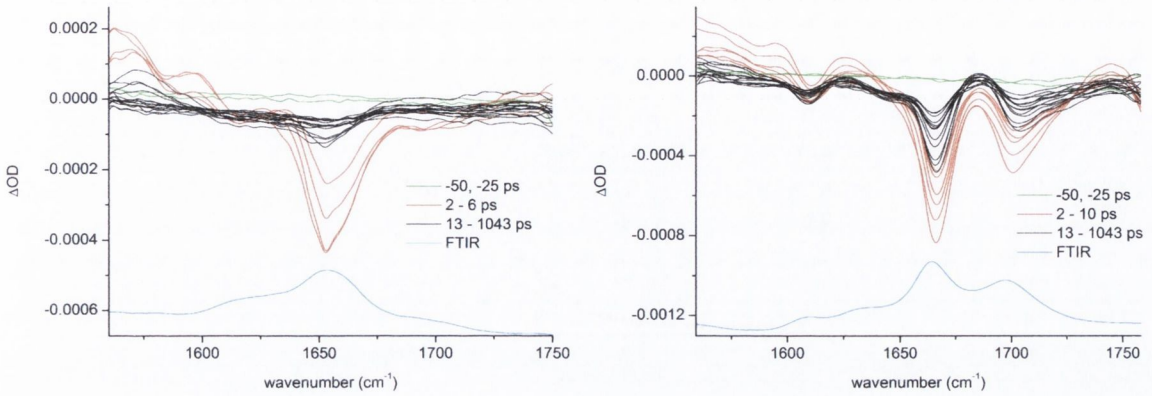 0.0002
0.0000
-0.0002
-0.0004
-0.0006
ΔOD
-50, -25 ps
2 - 6 ps
13 - 1043 ps
FTIR
1600
1650
1700
1750
wavenumber (cm⁻¹)
0.0000
-0.0004
-0.0008
-0.0012
ΔOD
-50, -25 ps
2 - 10 ps
13 - 1043 ps
FTIR
1600
1650
1700
1750
wavenumber (cm⁻¹)